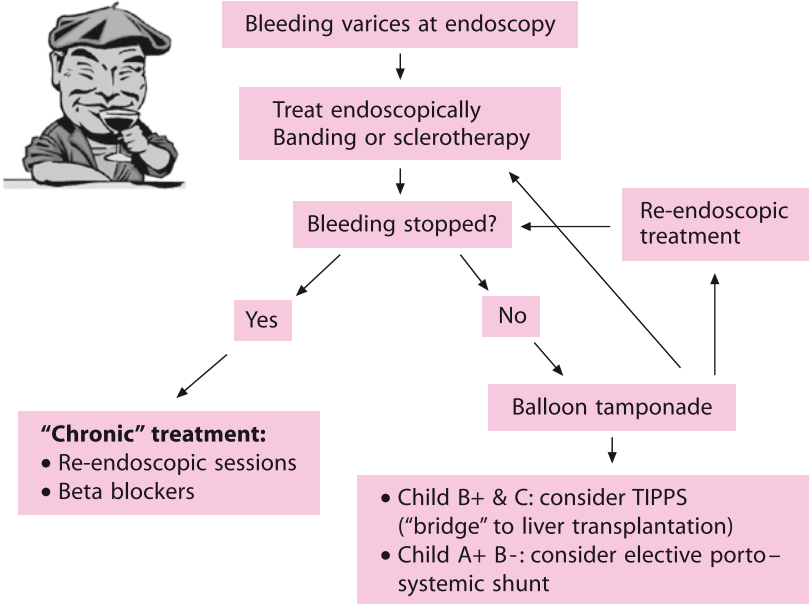 Bleeding varices at endoscopy
Treat endoscopically
Banding or sclerotherapy
Bleeding stopped?
Re-endoscopic
treatment
Yes
No
Balloon tamponade
“Chronic” treatment:
• Re-endoscopic sessions
• Beta blockers
• Child B+ & C: consider TIPPS
(“bridge” to liver transplantation)
• Child A+ B-: consider elective porto–
systemic shunt